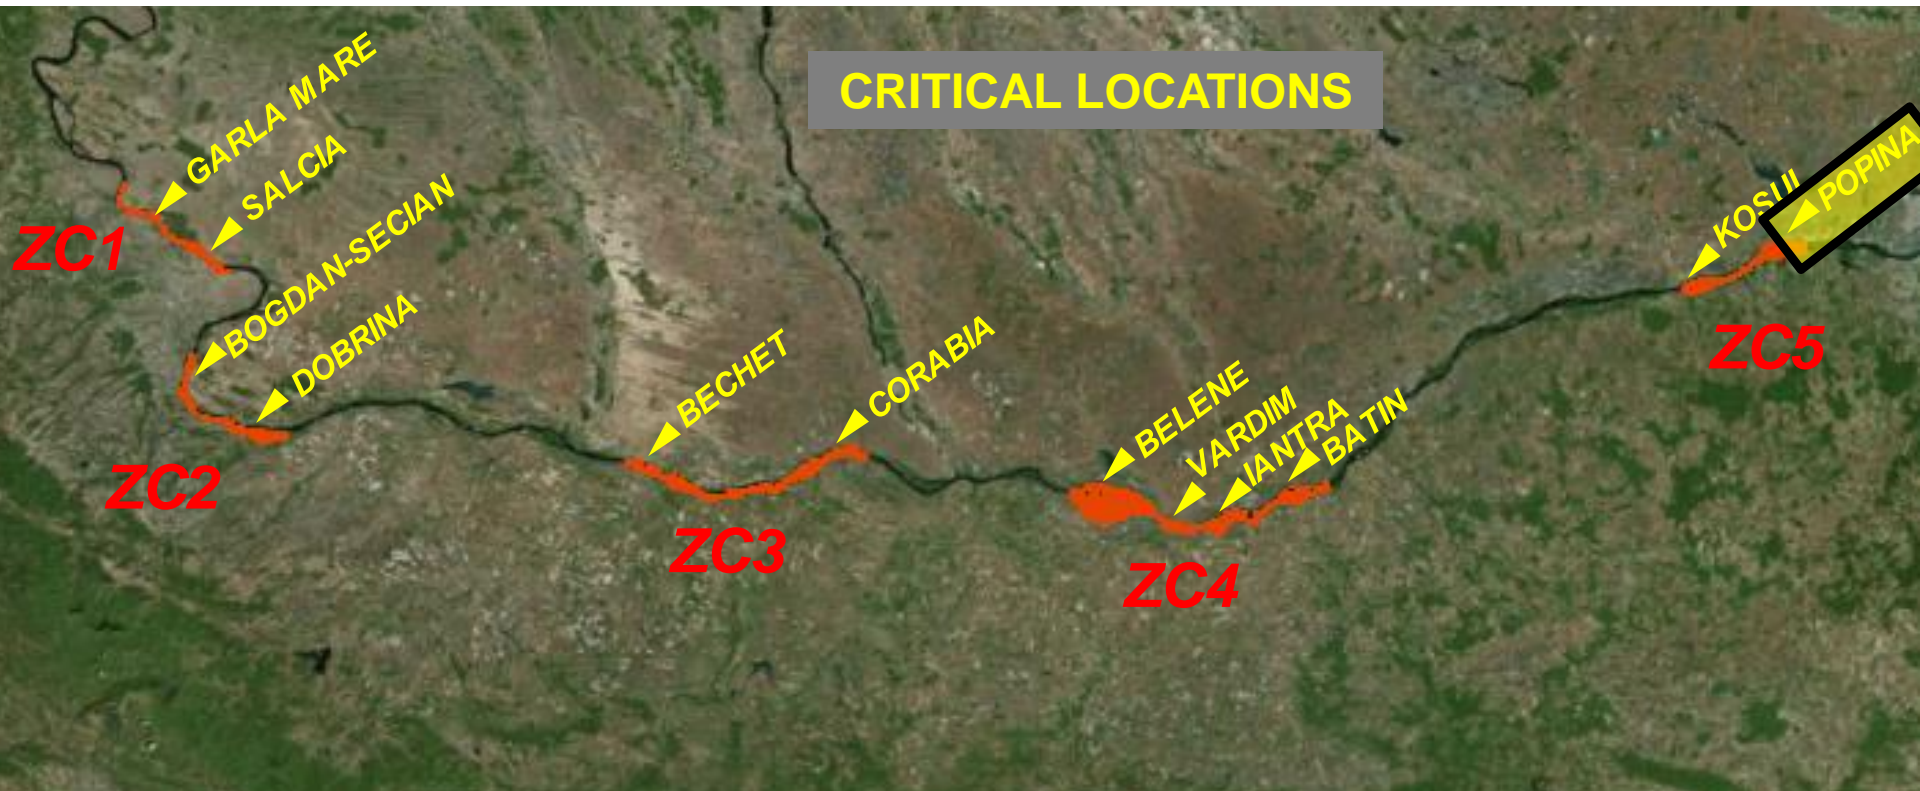 CRITICAL LOCATIONS
GARLA MARE
SALCIA
ZC1
BOGDAN-SECIAN
DOBRINA
ZC2
BECHET
CORABIA
ZC3
BELENE
VARDIM
IANTRA
BATIN
ZC4
KOSUI
POPINA
ZC5